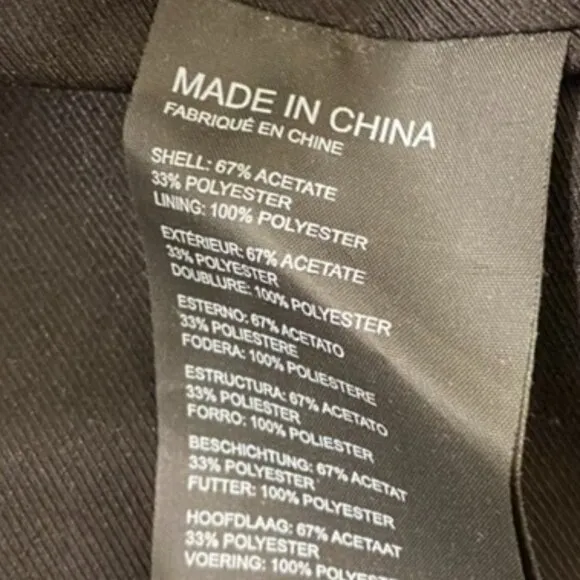 MADE IN CHINA
FABRIQUÉ EN CHINE
SHELL: 67% ACETATE
33% POLYESTER
LINING: 100% POLYESTER
EXTÉRIEUR: 67% ACETATE
33% POLYESTER
DOUBLURE: 100% POLYESTER
ESTERNO: 67% ACETATO
33% POLIESTERE
FODERA: 100% POLIESTERE
ESTRUCTURA: 67% ACETATO
33% POLIESTER
FORRO: 100% POLIESTER
BESCHICHTUNG: 67% ACETAT
33% POLYESTER
FUTTER: 100% POLYESTER
HOOFDLAAG: 67% ACETAAT
33% POLYESTER
VOERING: 100% POLYESTER